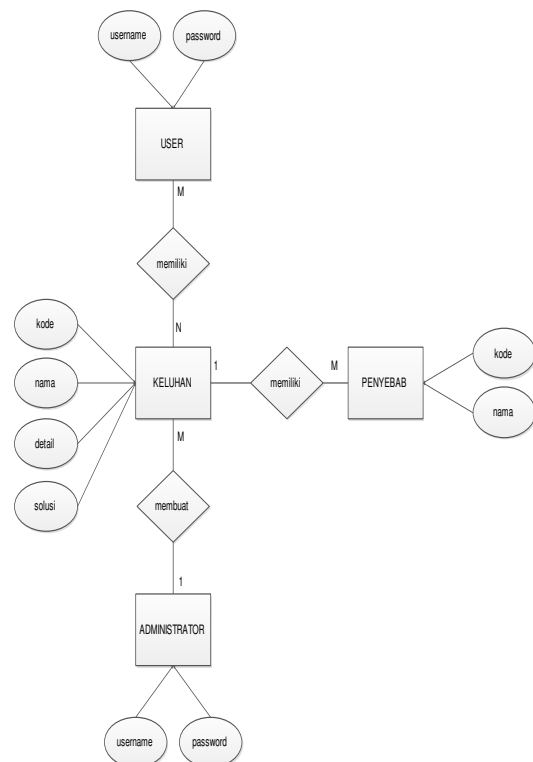 username
password
USER
M
memiliki
N
kode
nama
detail
solusi
KELUHAN
1
memiliki
M
PENYEBAB
kode
nama
M
membuat
1
ADMINISTRATOR
username
password